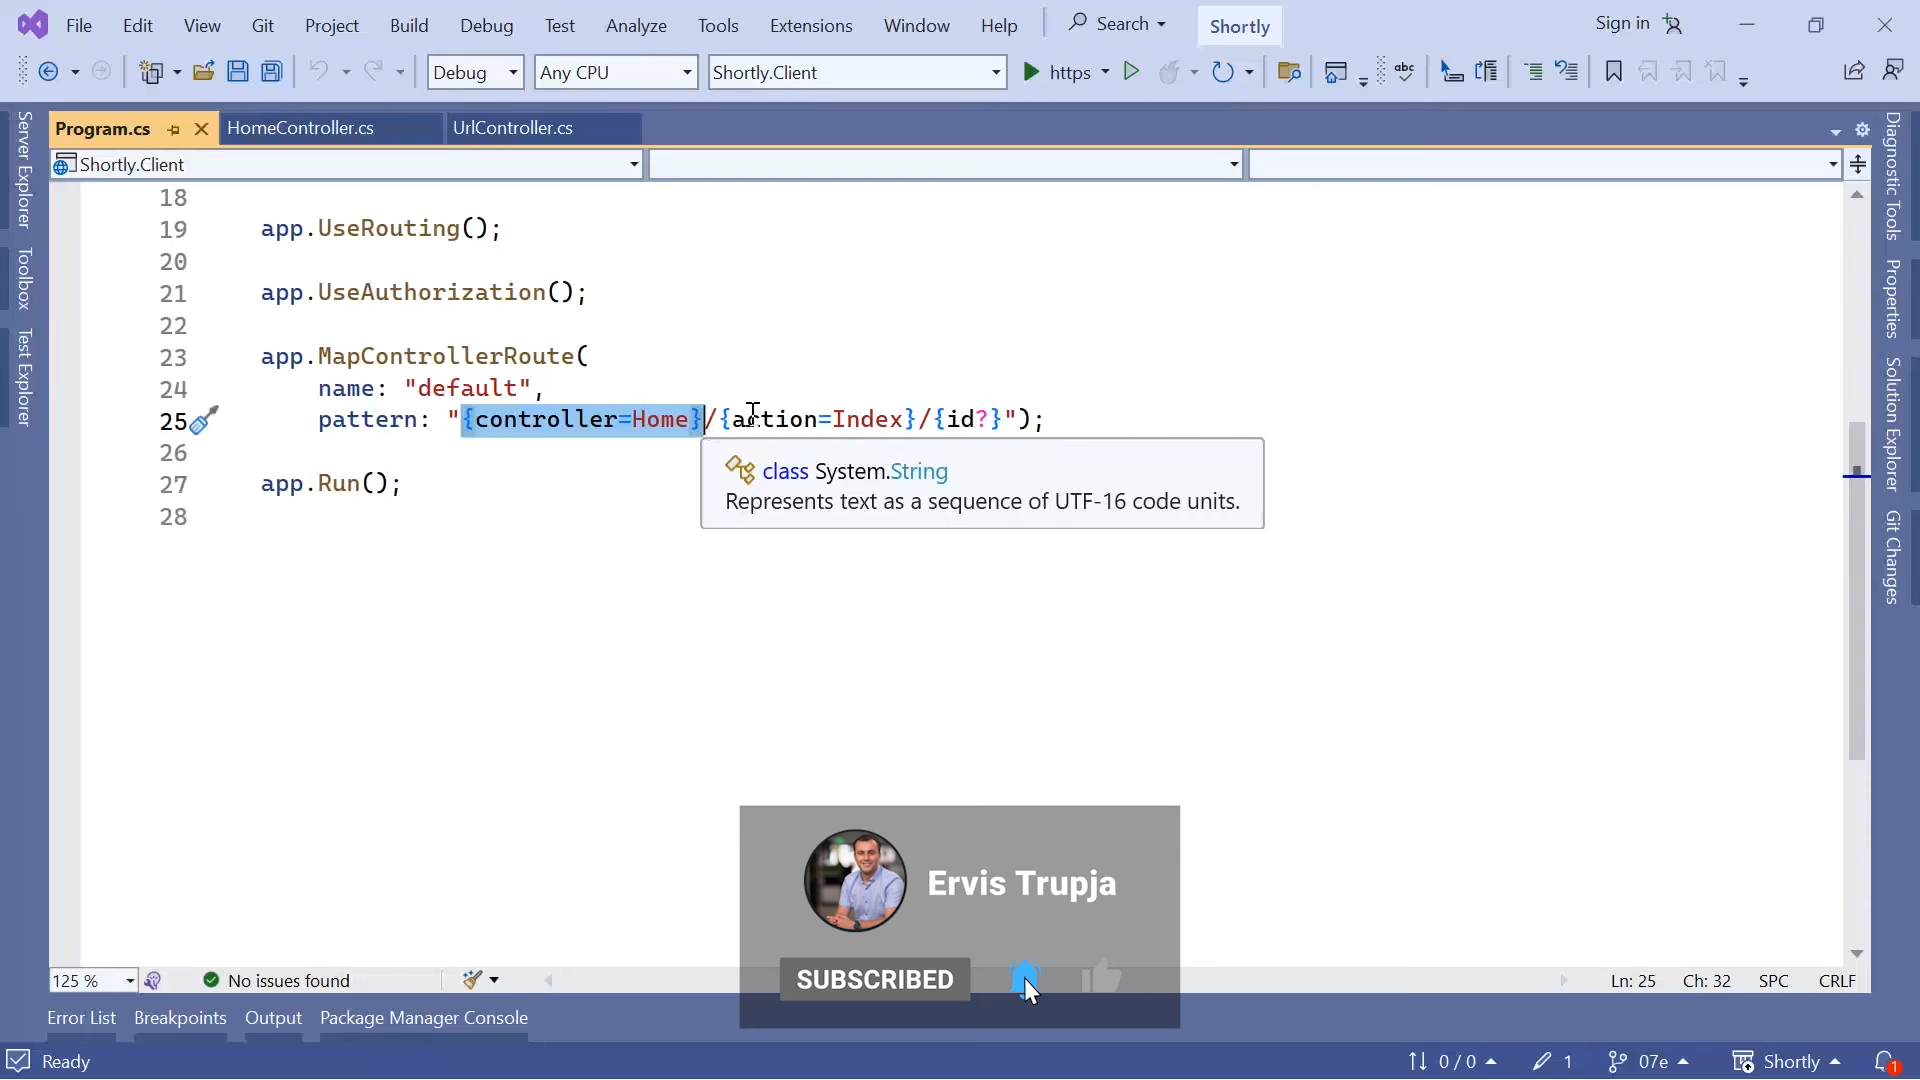 File Edit View Git Project Build Debug Test Analyze Tools Extensions Window Help Search Shortly Sign in
Debug Any CPU Shortly.Client https abc
Program.cs HomeController.cs UrlController.cs
Shortly.Client
18
19 app.UseRouting();
20
21 app.UseAuthorization();
22
23 app.MapControllerRoute(
24 name: "default",
25 pattern: "{controller=Home}/{action=Index}/{id?}");
26
27 app.Run();
28
class System.String
Represents text as a sequence of UTF-16 code units.
Server Explorer
Toolbox
Test Explorer
Diagnostic Tools
Properties
Solution Explorer
Git Changes
Ervis Trupja
SUBSCRIBED
125 % No issues found Ln: 25 Ch: 32 SPC CRLF
Error List Breakpoints Output Package Manager Console
Ready 0 / 0 1 07e Shortly 1